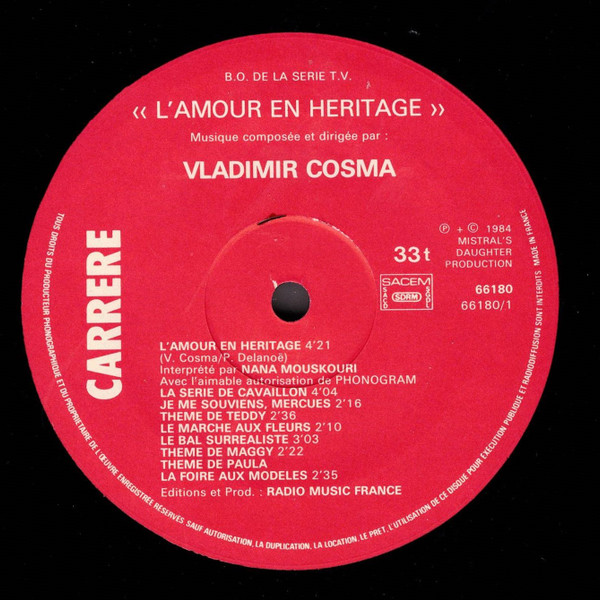 B.O. DE LA SERIE T.V.
‹‹ L'AMOUR EN HERITAGE ››
Musique composée et dirigée par :
VLADIMIR COSMA
CARRERE
33 t
Ⓟ + © 1984
MISTRAL'S
DAUGHTER
PRODUCTION
SACEM
SACD
SDRM
SGDL
66180
66180/1
L'AMOUR EN HERITAGE 4'21
(V. Cosma/P. Delanoë)
Interprété par NANA MOUSKOURI
Avec l'aimable autorisation de PHONOGRAM
LA SERIE DE CAVAILLON 4'04
JE ME SOUVIENS, MERCUES 2'16
THEME DE TEDDY 2'36
LE MARCHE AUX FLEURS 2'10
LE BAL SURREALISTE 3'03
THEME DE MAGGY 2'22
THEME DE PAULA
LA FOIRE AUX MODELES 2'35
Editions et Prod. : RADIO MUSIC FRANCE
TOUS DROITS DU PRODUCTEUR PHONOGRAPHIQUE ET DU PROPRIETAIRE DE L'ŒUVRE ENREGISTREE RESERVES SAUF AUTORISATION, LA DUPLICATION, LA LOCATION, LE PRET, L'UTILISATION DE CE DISQUE POUR EXECUTION PUBLIQUE ET RADIODIFFUSION SONT INTERDITS MADE IN FRANCE